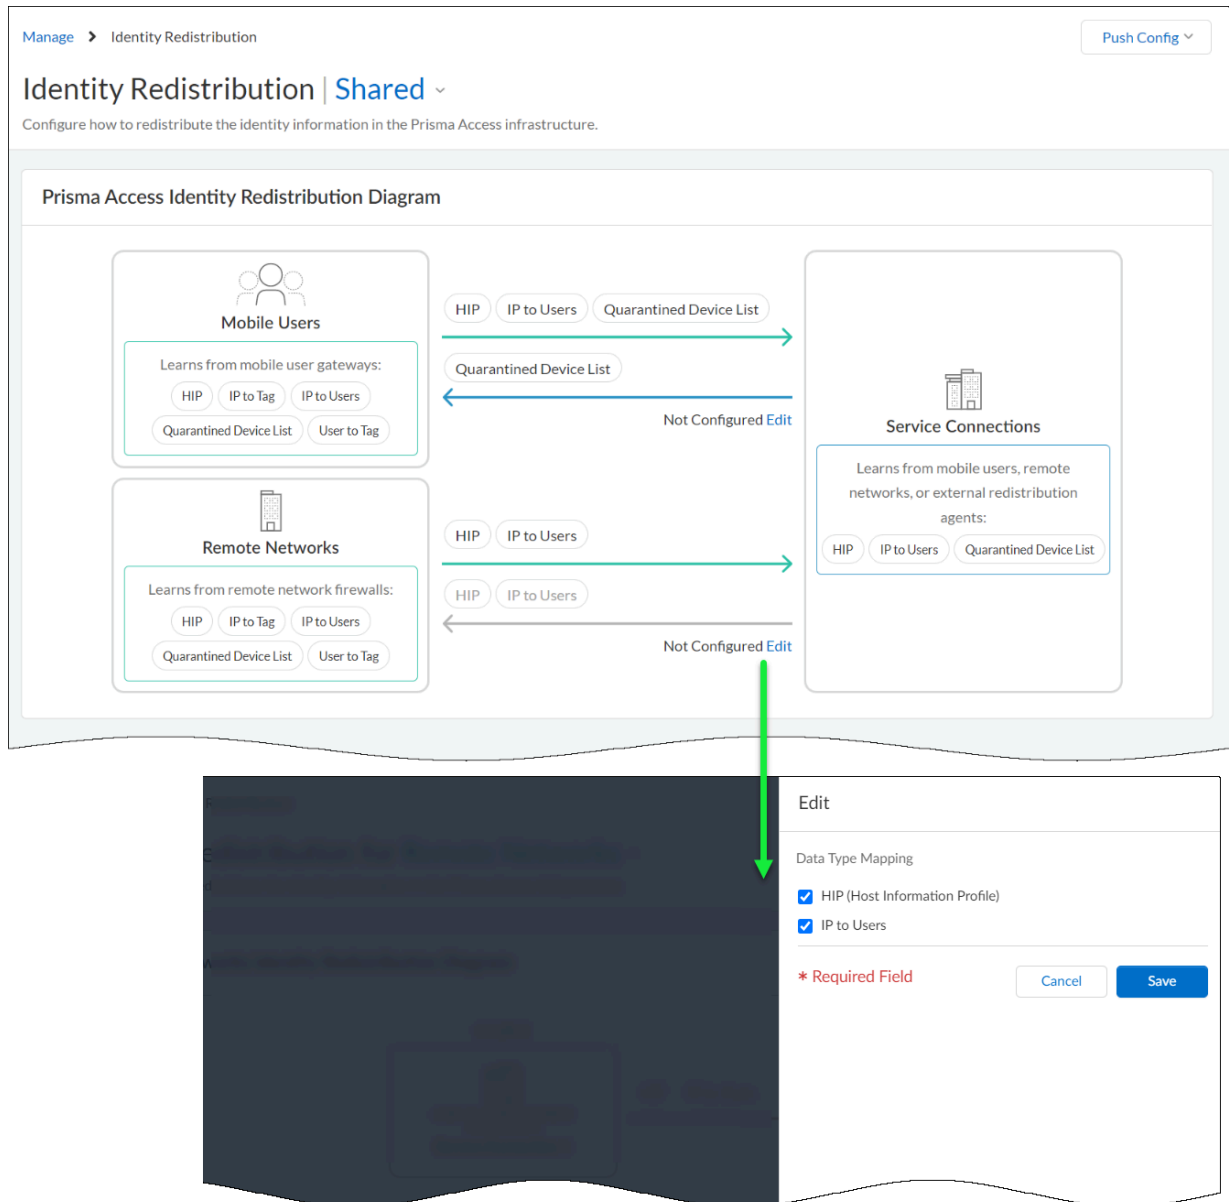 Manage > Identity Redistribution
Push Config
Identity Redistribution | Shared
Configure how to redistribute the identity information in the Prisma Access infrastructure.
Prisma Access Identity Redistribution Diagram
Mobile Users
Learns from mobile user gateways:
HIP IP to Tag IP to Users
Quarantined Device List User to Tag
HIP IP to Users Quarantined Device List
Quarantined Device List
Not Configured Edit
Service Connections
Learns from mobile users, remote
networks, or external redistribution
agents:
HIP IP to Users Quarantined Device List
Remote Networks
Learns from remote network firewalls:
HIP IP to Tag IP to Users
Quarantined Device List User to Tag
HIP IP to Users
HIP IP to Users
Not Configured Edit
Edit
Data Type Mapping
HIP (Host Information Profile)
IP to Users
* Required Field
Cancel Save